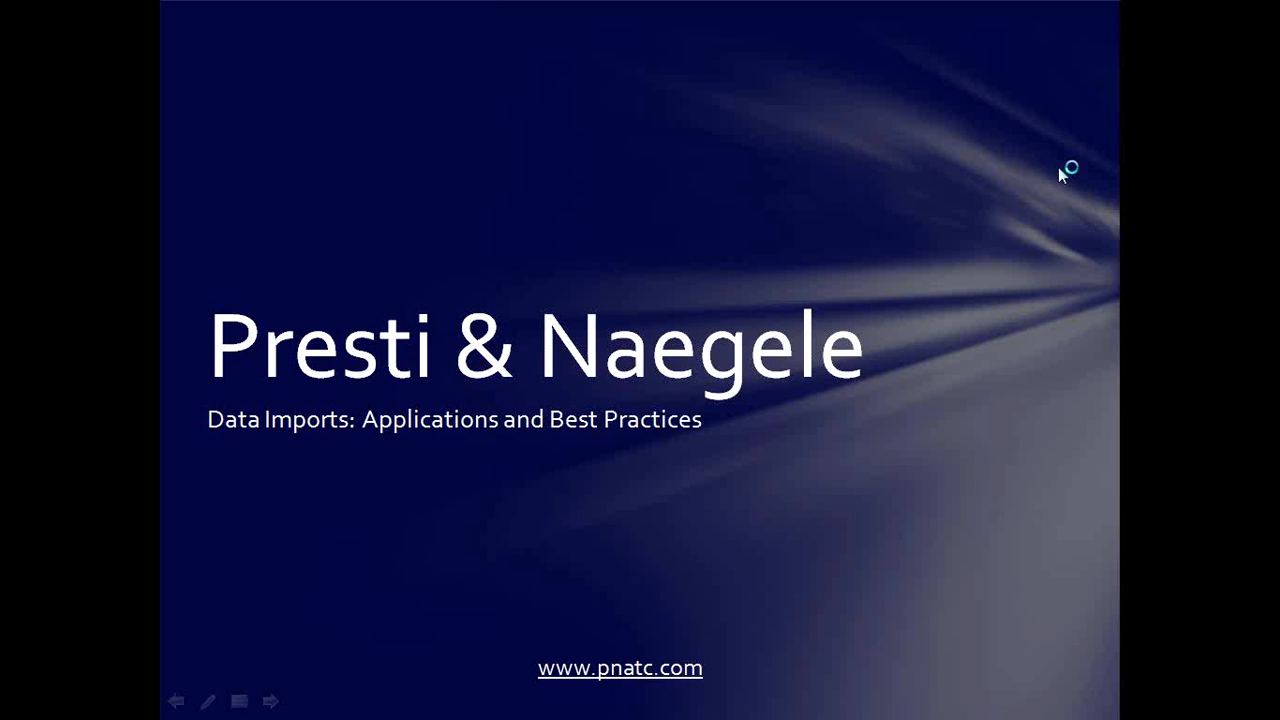 Presti & Naegele
Data Imports: Applications and Best Practices
www.pnatc.com